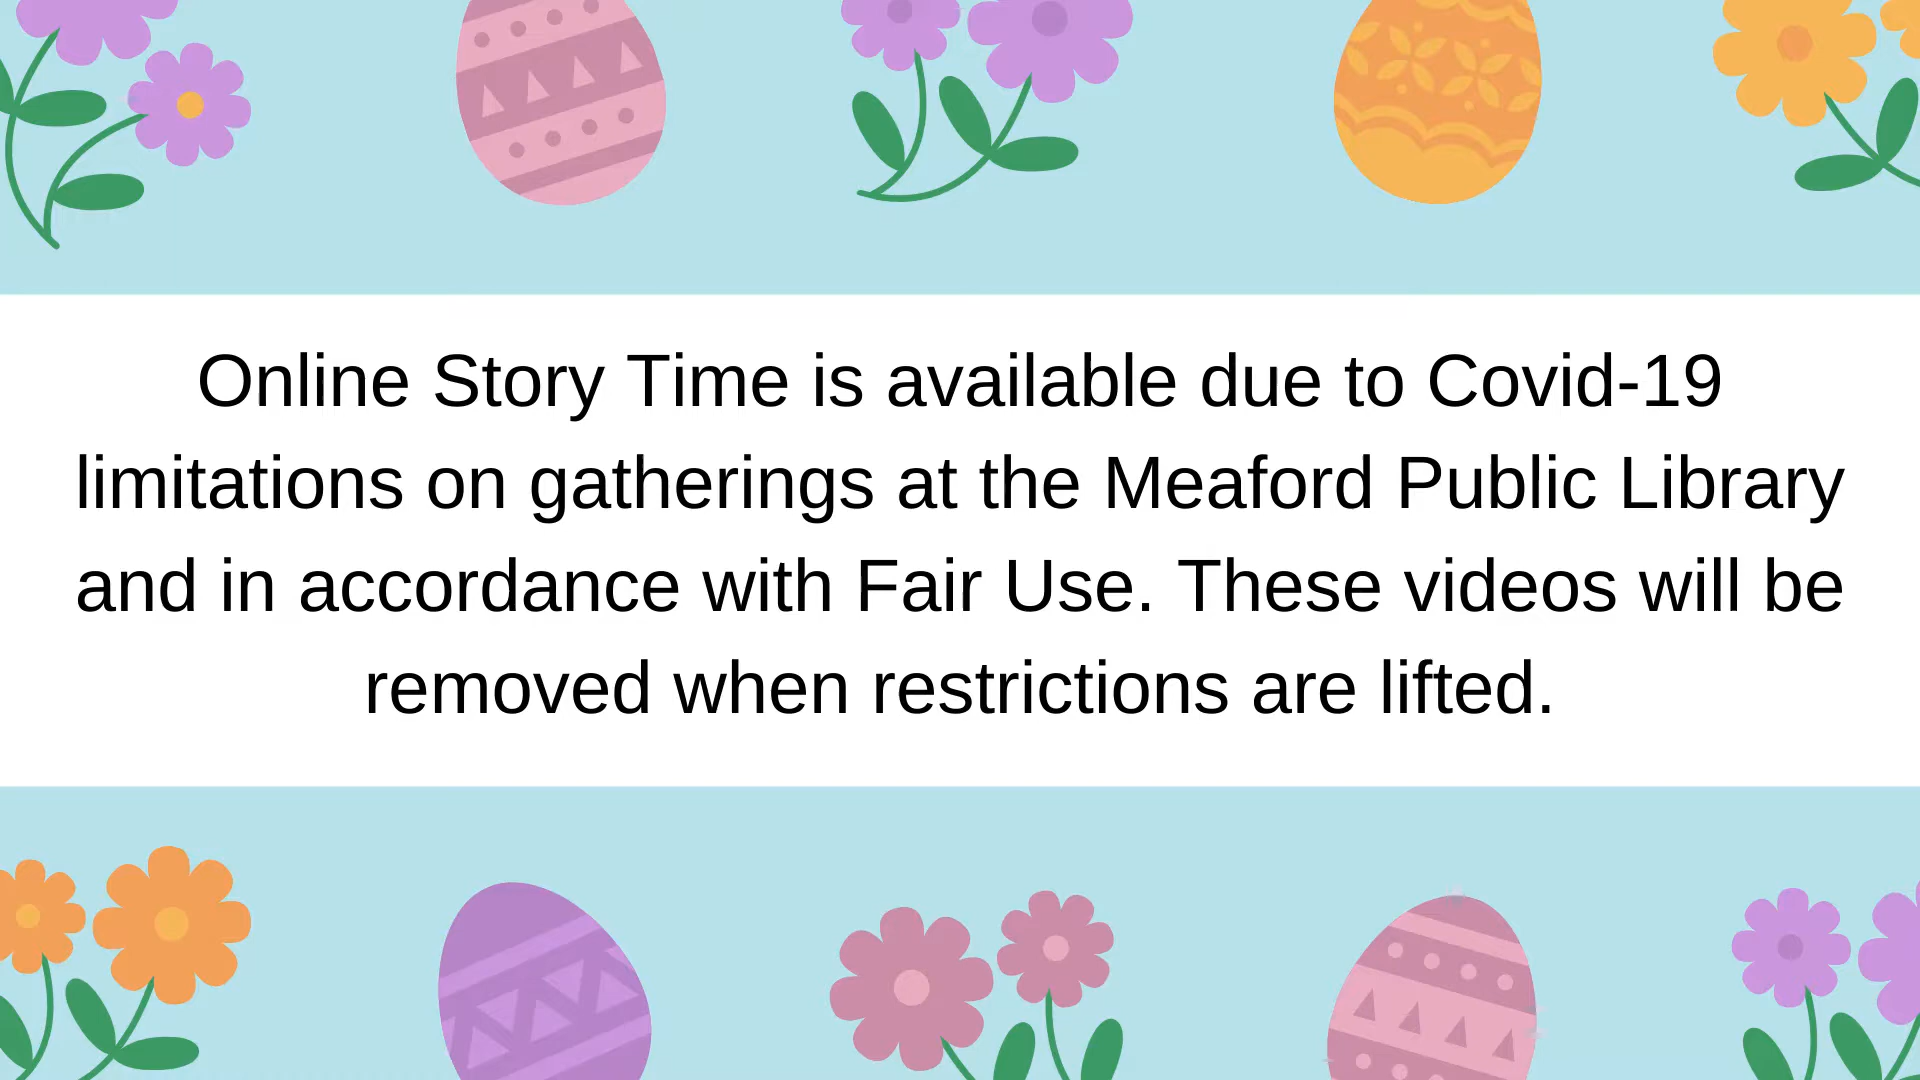 Online Story Time is available due to Covid-19
limitations on gatherings at the Meaford Public Library
and in accordance with Fair Use. These videos will be
removed when restrictions are lifted.